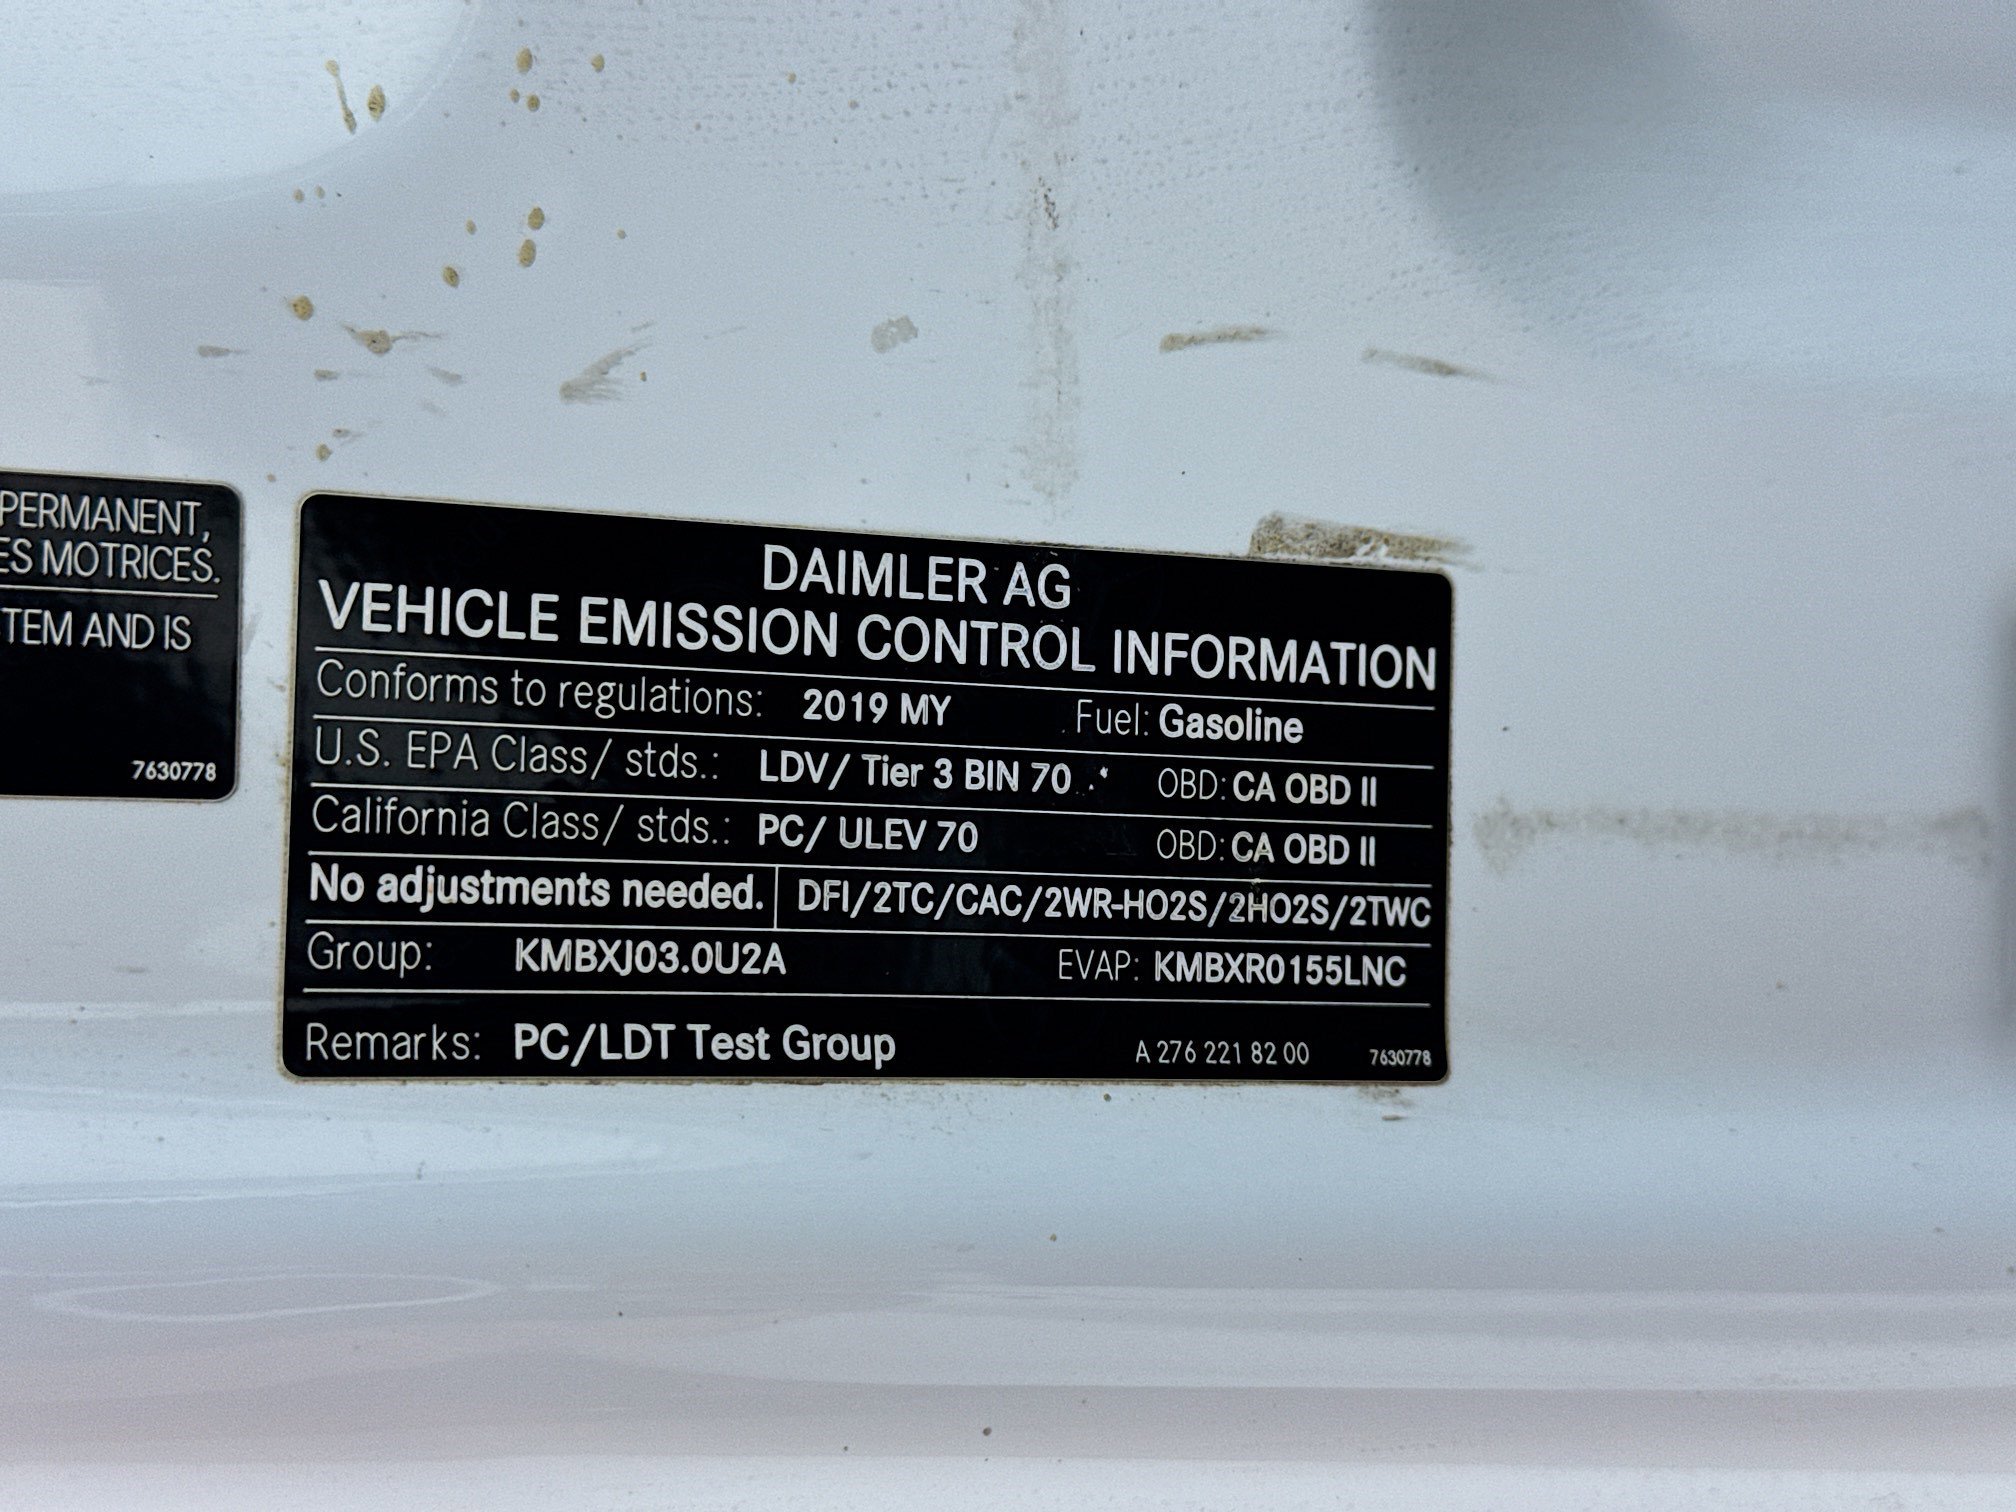 PERMANENT,
ES MOTRICES.
TEM AND IS
7630778
DAIMLER AG
VEHICLE EMISSION CONTROL INFORMATION
Conforms to regulations: 2019 MY Fuel: Gasoline
U.S. EPA Class/ stds.: LDV/ Tier 3 BIN 70 OBD: CA OBD II
California Class/ stds.: PC/ ULEV 70 OBD: CA OBD II
No adjustments needed. DFI/2TC/CAC/2WR-HO2S/2HO2S/2TWC
Group: KMBXJ03.0U2A EVAP: KMBXR0155LNC
Remarks: PC/LDT Test Group A 276 221 82 00 7630778